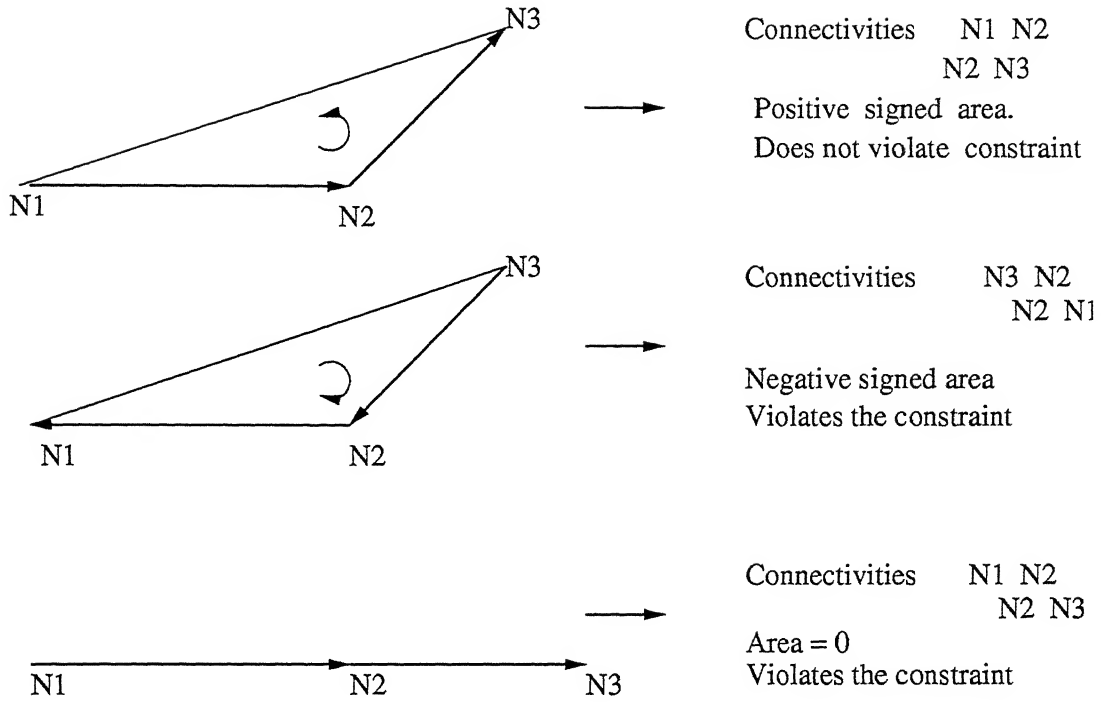 N3
Connectivities N1 N2
N2 N3
Positive signed area.
Does not violate constraint
N1
N2
N3
Connectivities N3 N2
N2 N1
Negative signed area
Violates the constraint
N1
N2
Connectivities N1 N2
N2 N3
Area = 0
Violates the constraint
N1
N2
N3